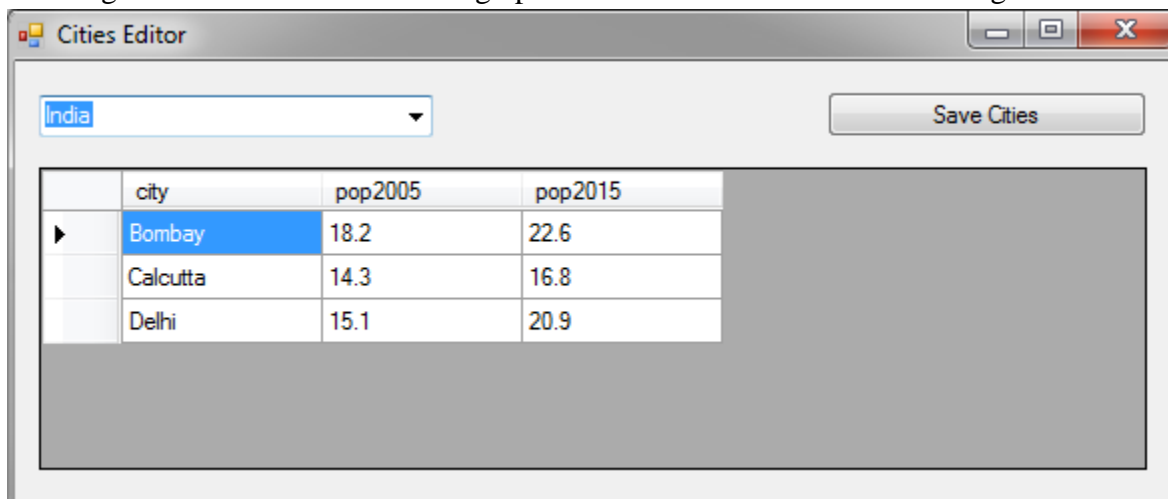 Cities Editor
India
Save Cities
city pop2005 pop2015
Bombay 18.2 22.6
Calcutta 14.3 16.8
Delhi 15.1 20.9